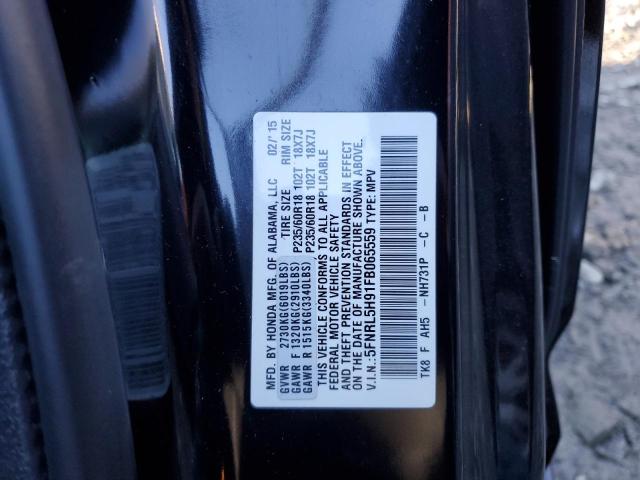 MFD. BY HONDA MFG. OF ALABAMA, LLC 02/'15
TIRE SIZE RIM SIZE
GVWR 2730KG(6019LBS)
GAWR F 1320KG(2910LBS) P235/60R18 102T 18X7J
GAWR R 1515KG(3340LBS) P235/60R18 102T 18X7J
THIS VEHICLE CONFORMS TO ALL APPLICABLE
FEDERAL MOTOR VEHICLE SAFETY
AND THEFT PREVENTION STANDARDS IN EFFECT
ON THE DATE OF MANUFACTURE SHOWN ABOVE.
V.I.N.:5FNRL5H91FB065559 TYPE: MPV
TK8 F AH5 -NH731P -C -B